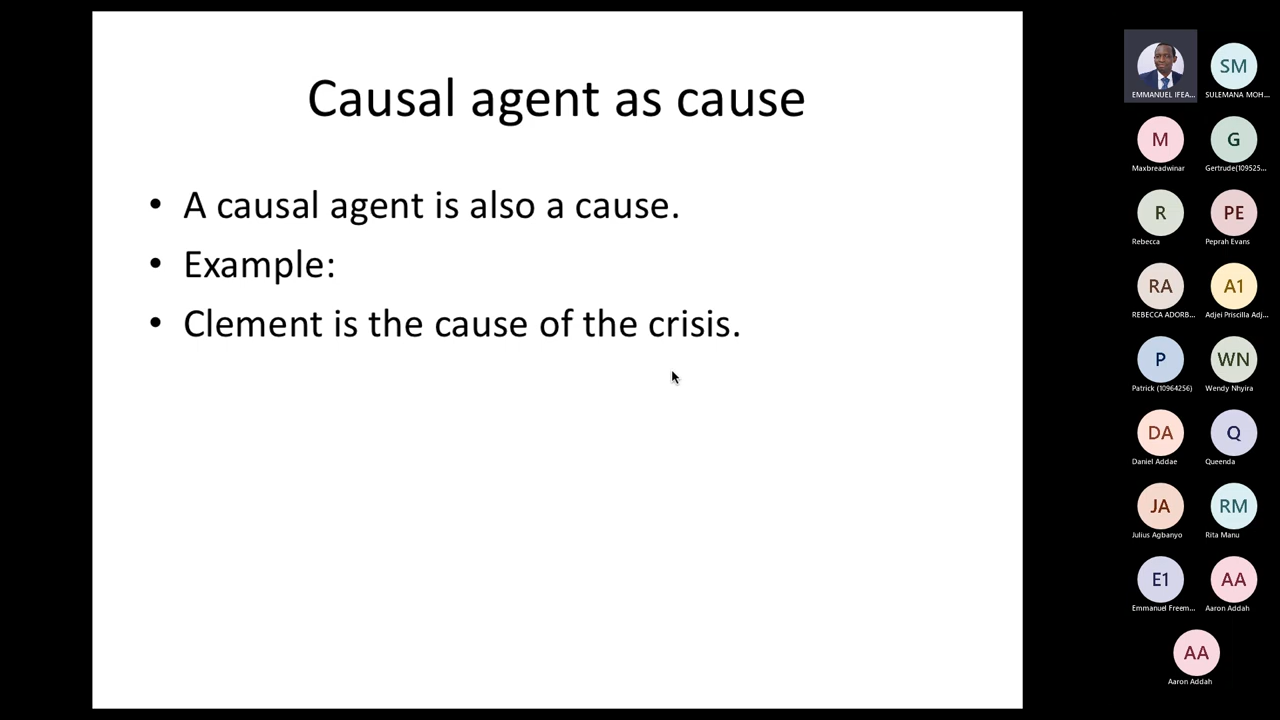 Causal agent as cause
• A causal agent is also a cause.
• Example:
• Clement is the cause of the crisis.
EMMANUEL IFEA...
SM
SULEMANA MOH...
M
Maxbreadwinar
G
Gertrude(109525...
R
Rebecca
PE
Peprah Evans
RA
REBECCA ADORB...
A1
Adjei Priscilla Adj...
P
Patrick (10964256)
WN
Wendy Nhyira
DA
Daniel Addae
Q
Queenda
JA
Julius Agbanyo
RM
Rita Manu
E1
Emmanuel Freem...
AA
Aaron Addah
AA
Aaron Addah